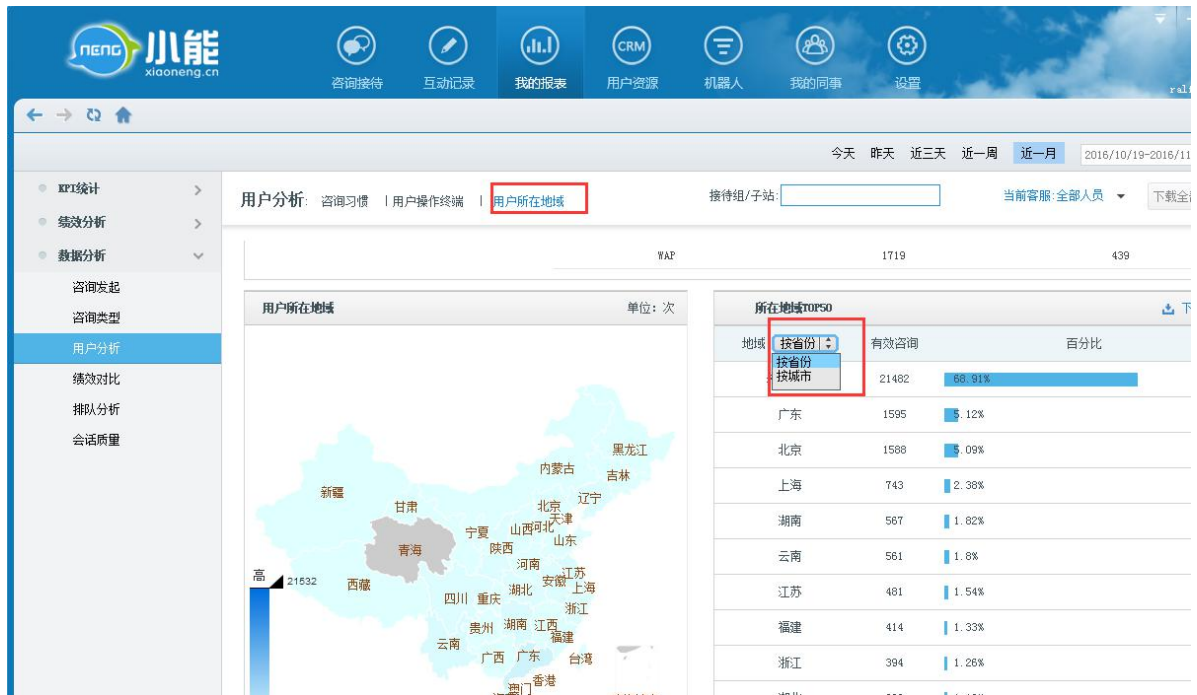 NENG 小能
xiaoneng.cn
咨询接待 互动记录 我的报表 CRM 用户资源 机器人 我的同事 设置
今天 昨天 近三天 近一周 近一月 2016/10/19-2016/11
KPI统计
绩效分析
数据分析
咨询发起
咨询类型
用户分析
绩效对比
排队分析
会话质量
用户分析: 咨询习惯 | 用户操作终端 | 用户所在地域 接待组/子站: 当前客服:全部人员 下载全
WAP 1719 439
用户所在地域 单位: 次
黑龙江
内蒙古 吉林
新疆 辽宁
甘肃 北京
天津
宁夏 山西 河北
山东
青海 陕西
河南
高 21532 西藏 江苏
安徽 上海
四川 重庆 湖北
浙江
贵州 湖南 江西
云南 福建
广西 广东 台湾
香港
澳门
所在地域TOP50 下
地域 按省份 有效咨询 百分比
按省份
按城市
21482 68.91%
广东 1595 5.12%
北京 1588 5.09%
上海 743 2.38%
湖南 567 1.82%
云南 561 1.8%
江苏 481 1.54%
福建 414 1.33%
浙江 394 1.26%